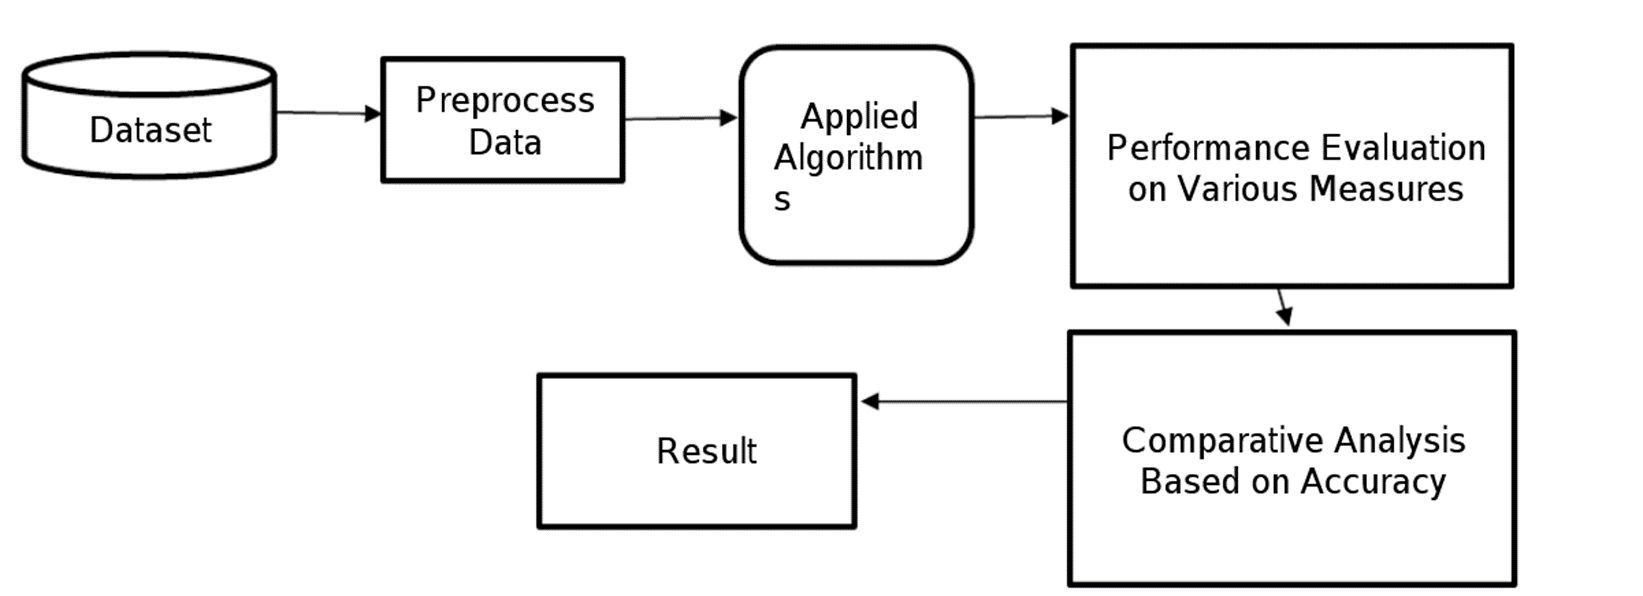 Dataset
Preprocess
Data
Applied
Algorithm
s
Performance Evaluation
on Various Measures
Comparative Analysis
Based on Accuracy
Result